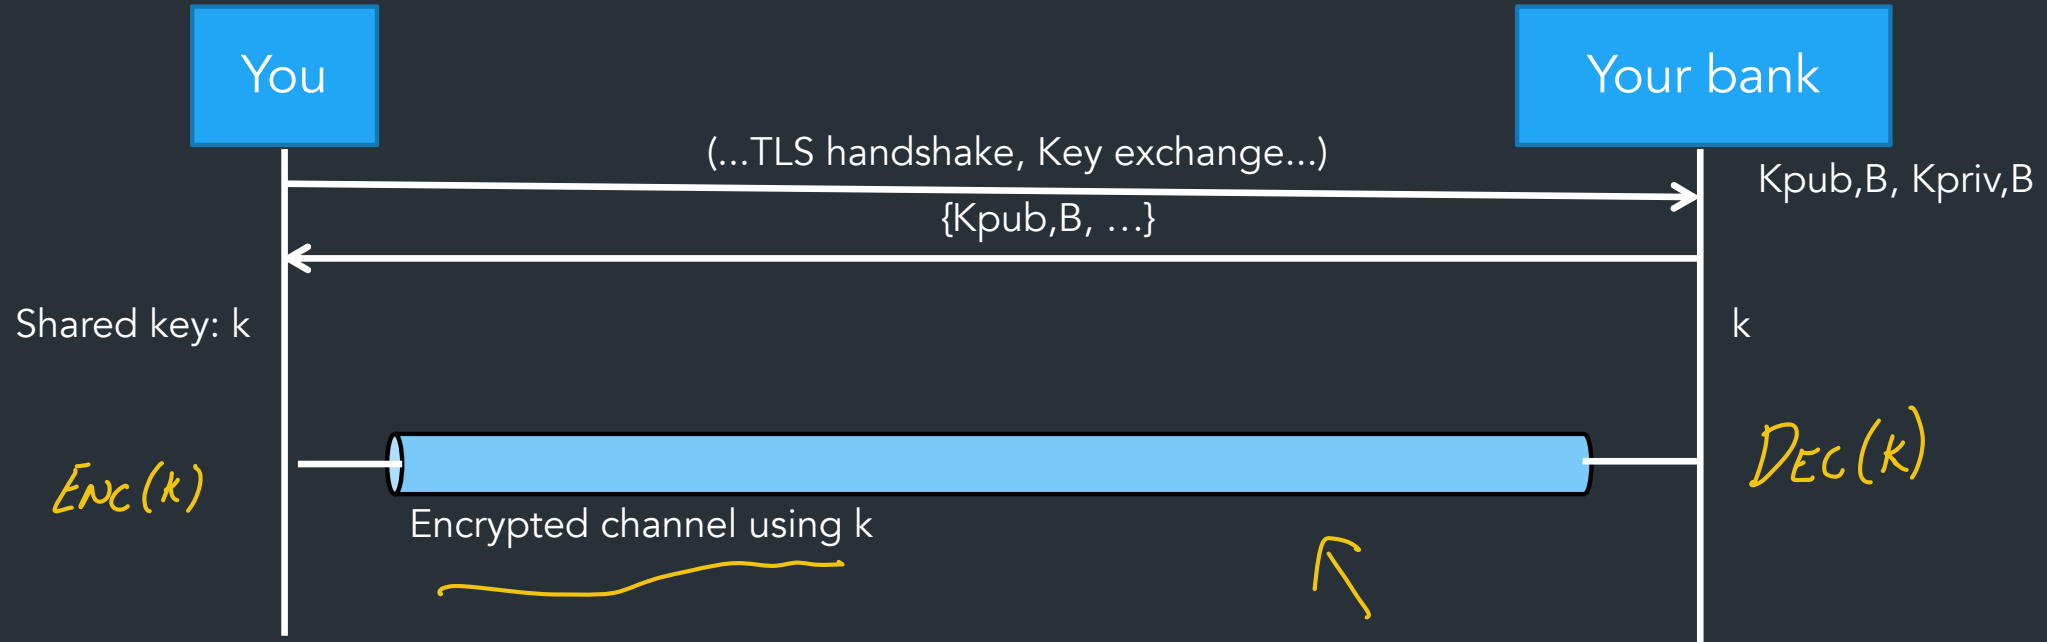 You
Your bank
(...TLS handshake, Key exchange...)
Kpub,B, Kpriv,B
{Kpub,B, ...}
Shared key: k
k
ENC(k)
DEC(k)
Encrypted channel using k